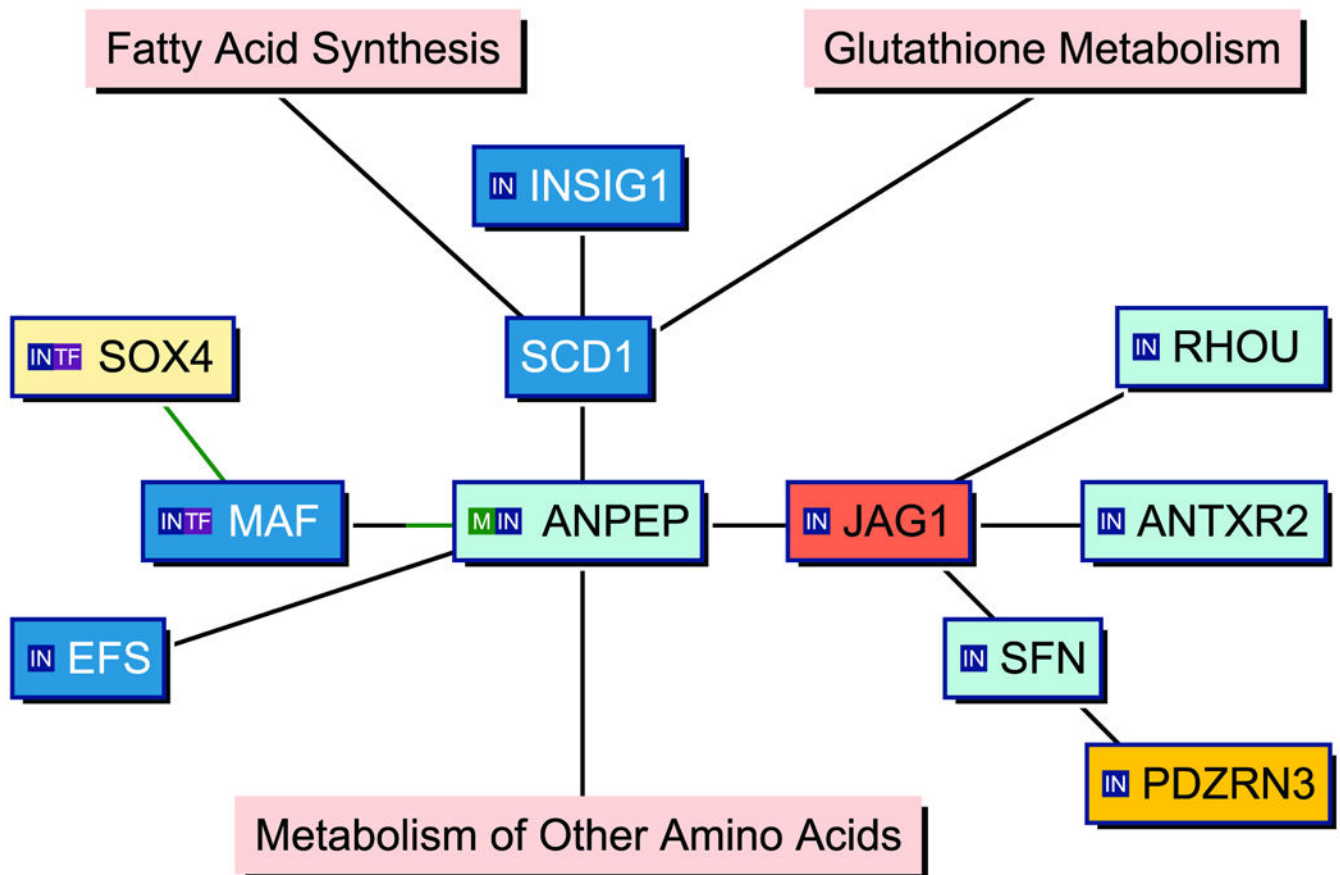 Fatty Acid Synthesis
Glutathione Metabolism
IN INSIG1
INTF SOX4
SCD1
IN RHOU
INTF MAF
M IN ANPEP
IN JAG1
IN ANTXR2
IN EFS
IN SFN
IN PDZRN3
Metabolism of Other Amino Acids